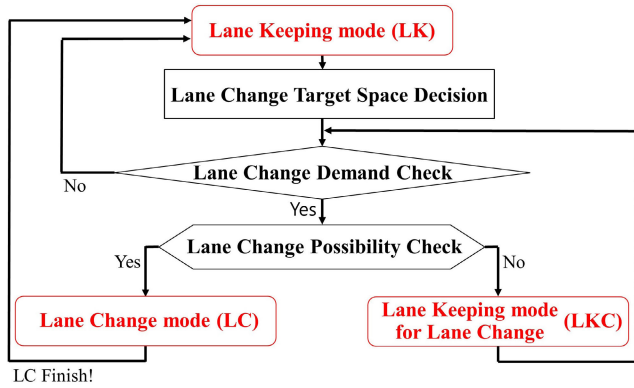 Lane Keeping mode (LK)
Lane Change Target Space Decision
Lane Change Demand Check
No
Yes
Lane Change Possibility Check
Yes
No
Lane Change mode (LC)
Lane Keeping mode
for Lane Change
(LKC)
LC Finish!